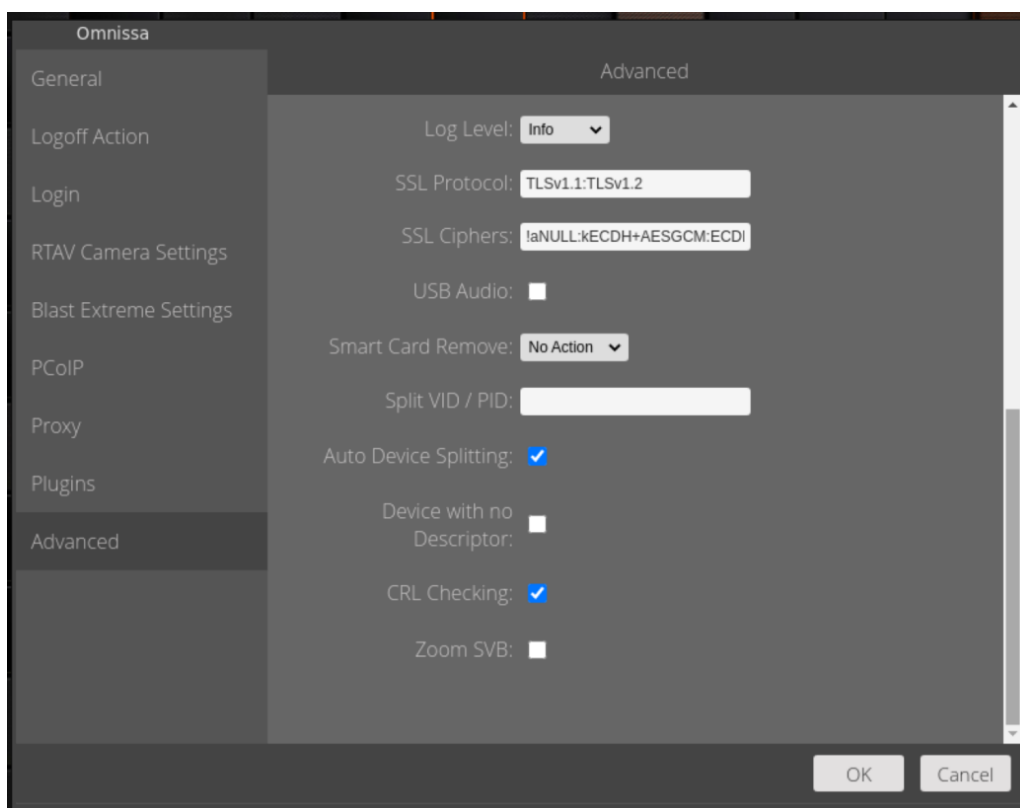 Omnissa
General
Logoff Action
Login
RTAV Camera Settings
Blast Extreme Settings
PCoIP
Proxy
Plugins
Advanced
Advanced
Log Level: Info
SSL Protocol: TLSv1.1:TLSv1.2
SSL Ciphers: !aNULL:kECDH+AESGCM:ECDI
USB Audio:
Smart Card Remove: No Action
Split VID / PID:
Auto Device Splitting:
Device with no
Descriptor:
CRL Checking:
Zoom SVB:
OK Cancel